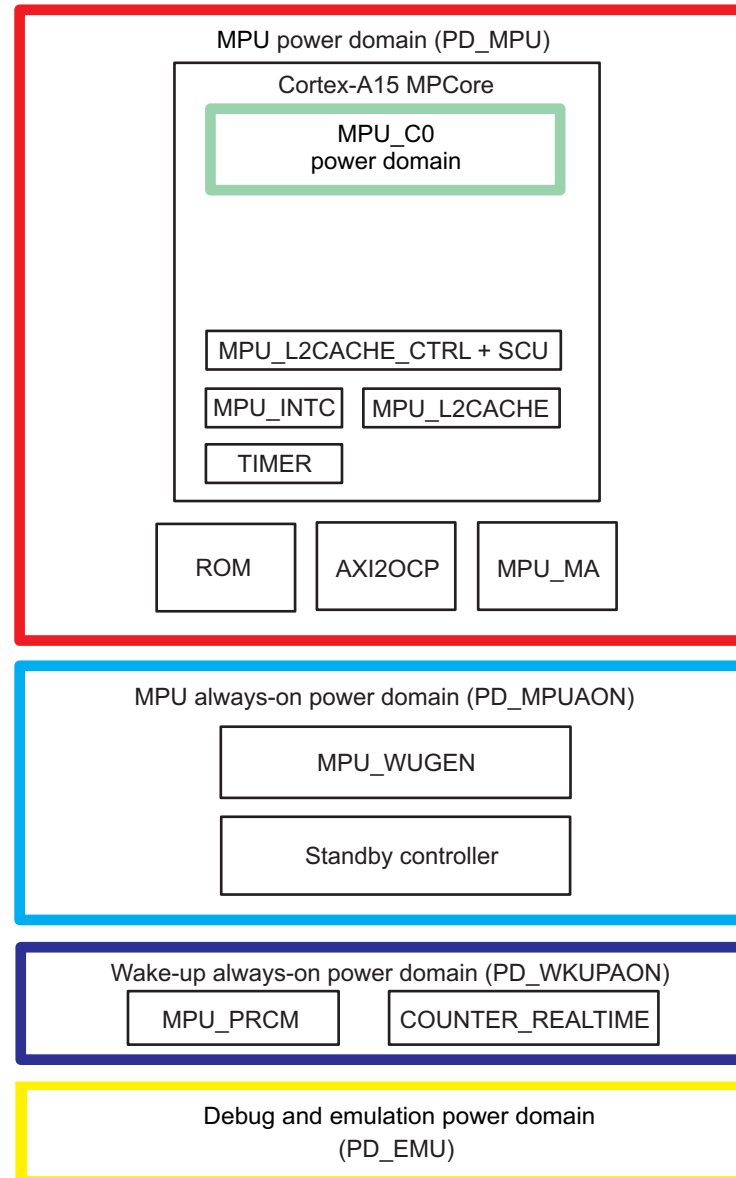 MPU power domain (PD_MPU)
Cortex-A15 MPCore
MPU_C0
power domain
MPU_L2CACHE_CTRL + SCU
MPU_INTC
MPU_L2CACHE
TIMER
ROM
AXI2OCP
MPU_MA
MPU always-on power domain (PD_MPUAON)
MPU_WUGEN
Standby controller
Wake-up always-on power domain (PD_WKUPAON)
MPU_PRCM
COUNTER_REALTIME
Debug and emulation power domain
(PD_EMU)